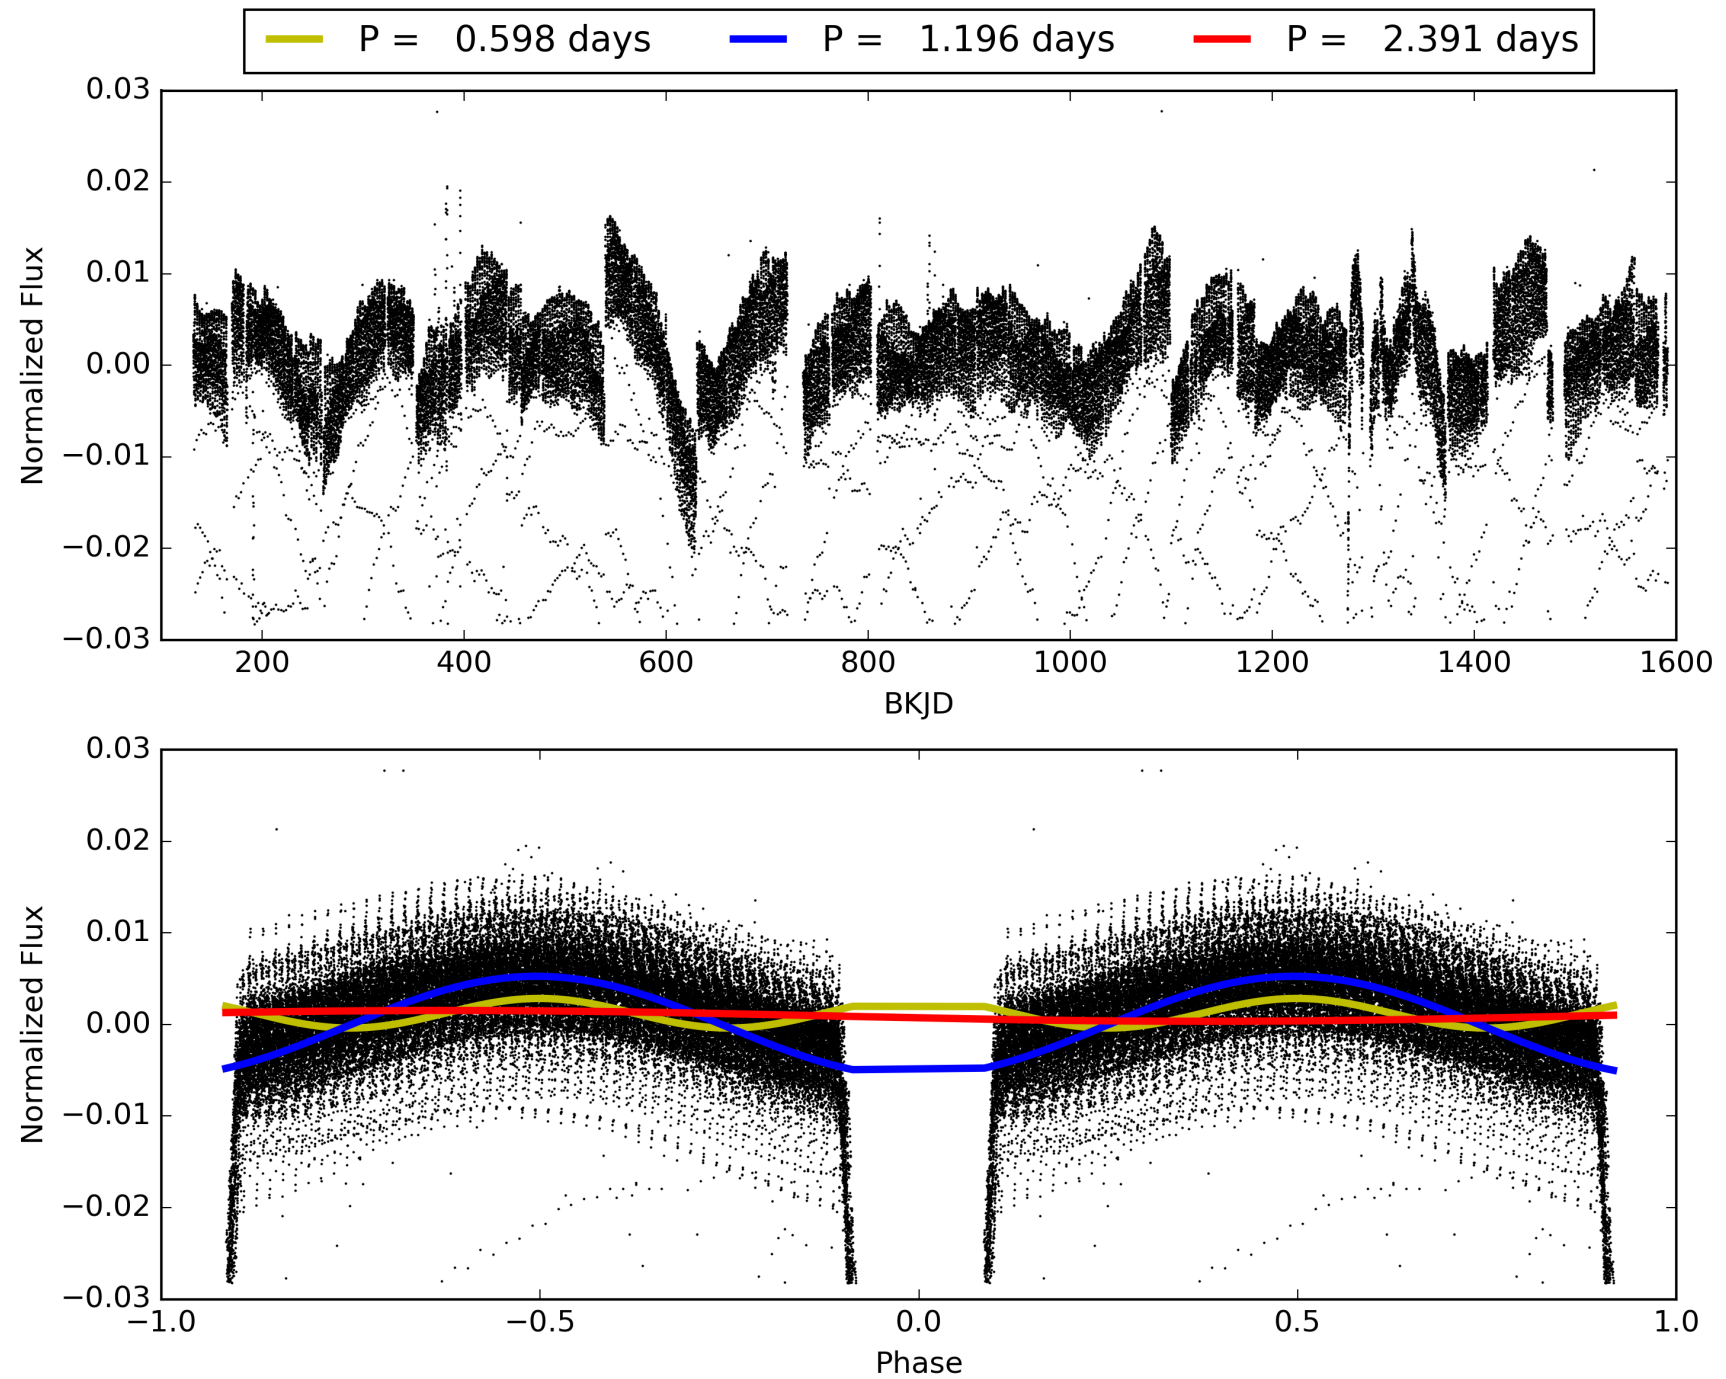 P = 0.598 days P = 1.196 days P = 2.391 days
0.03
0.02
0.01
0.00
−0.01
−0.02
−0.03
Normalized Flux
200 400 600 800 1000 1200 1400 1600
BKJD
0.03
0.02
0.01
0.00
−0.01
−0.02
−0.03
Normalized Flux
−1.0 −0.5 0.0 0.5 1.0
Phase